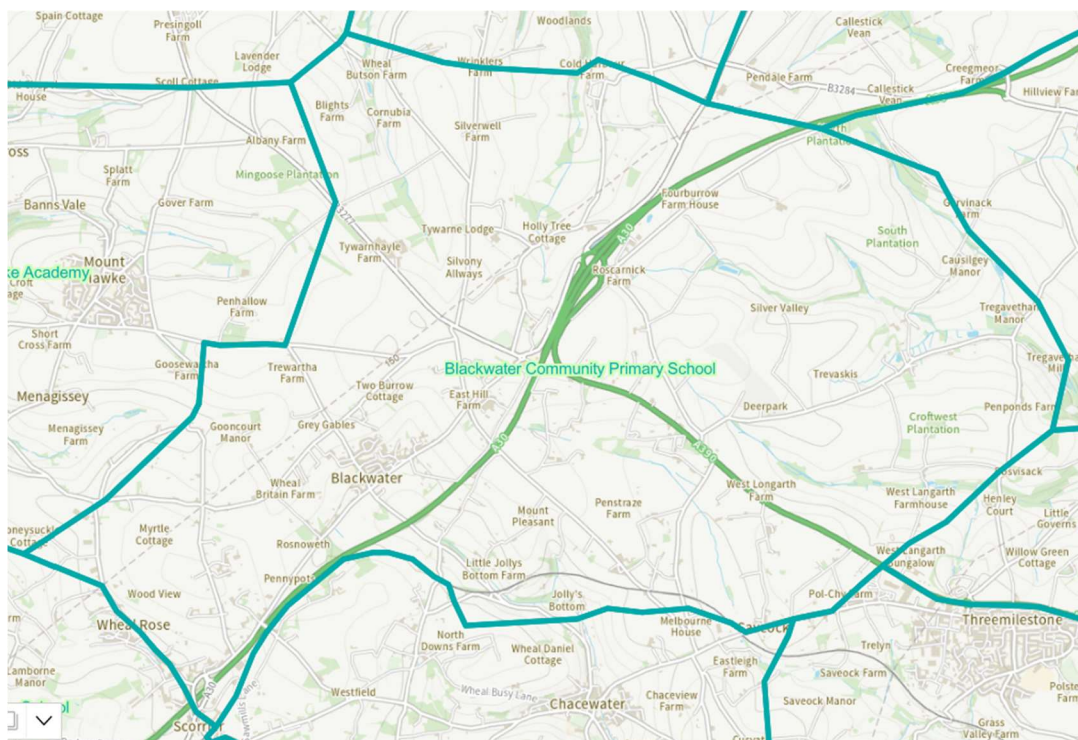 Spain Cottage
Presingoll
Farm
Woodlands
Callestick
Vean
Lavender
Lodge
Wheal
Butson Farm
Wrinklers
Farm
Farm
Pendale Farm
Creegmeor
Farm
Scoll Cottage
House
B3284
Callestick
Vean
Hillview Far
Blights
Farm
Cornubia
Farm
Silverwell
Farm
Albany Farm
Plantation
Splatt
Farm
Mingoose Plantation
Banns Vale
Gover Farm
B3277
Fourburrow
Farm House
Farm
Tywarne Lodge
Holly Tree
Cottage
A30
South
Plantation
Tywarnhayle
Farm
Silvony
Allways
Causilgey
Manor
ke Academy
Mount
Hawke
Roscarnick
Farm
Penhallow
Farm
Silver Valley
Tregavethan
Manor
Short
Cross Farm
Goosewartha
Farm
Trewartha
Farm
150
Blackwater Community Primary School
Trevaskis
Menagissey
Two Burrow
Cottage
East Hill
Farm
Deerpark
Penponds Farm
Menagissey
Farm
Gooncourt
Manor
Grey Gables
A30
A390
Croftwest
Plantation
Blackwater
Wheal
Britain Farm
West Longarth
Farm
West Langarth
Farmhouse
Henley
Court
Mount
Pleasant
Penstraze
Farm
Little
Governs
Cottage
Myrtle
Cottage
Rosnoweth
West Langarth
Bungalow
Willow Green
Cottage
Pennypot
Little Jollys
Bottom Farm
Wood View
Jolly's
Bottom
Pol-Chy Farm
Wheal Rose
Melbourne
House
Saveock
Threemilestone
North
Downs Farm
Wheal Daniel
Cottage
Trelyn
Lamborne
Manor
Eastleigh
Farm
Saveock Farm
A30
Westfield
Wheal Busy Lane
Chaceview
Farm
Saveock Manor
Chacewater
Scorrier
Grass
Valley Farm